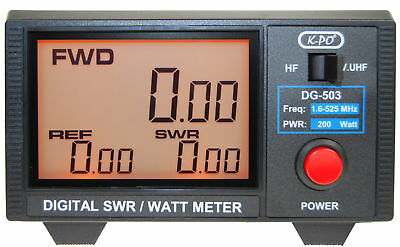 FWD
0.00
REF
0.00
SWR
0.00
K-PO
HF
V.UHF
DG-503
Freq: 1.6-525 MHz
PWR: 200 Watt
POWER
DIGITAL SWR / WATT METER